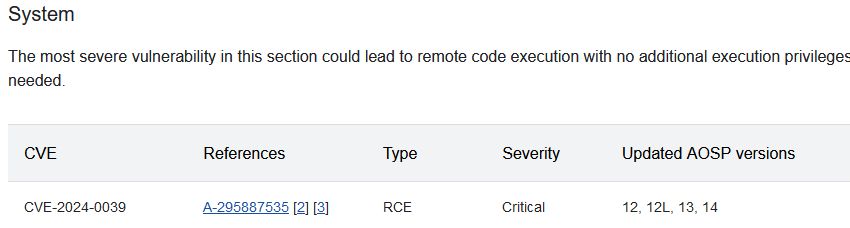 System
The most severe vulnerability in this section could lead to remote code execution with no additional execution privileges
needed.
CVE References Type Severity Updated AOSP versions
CVE-2024-0039 A-295887535 [2] [3] RCE Critical 12, 12L, 13, 14